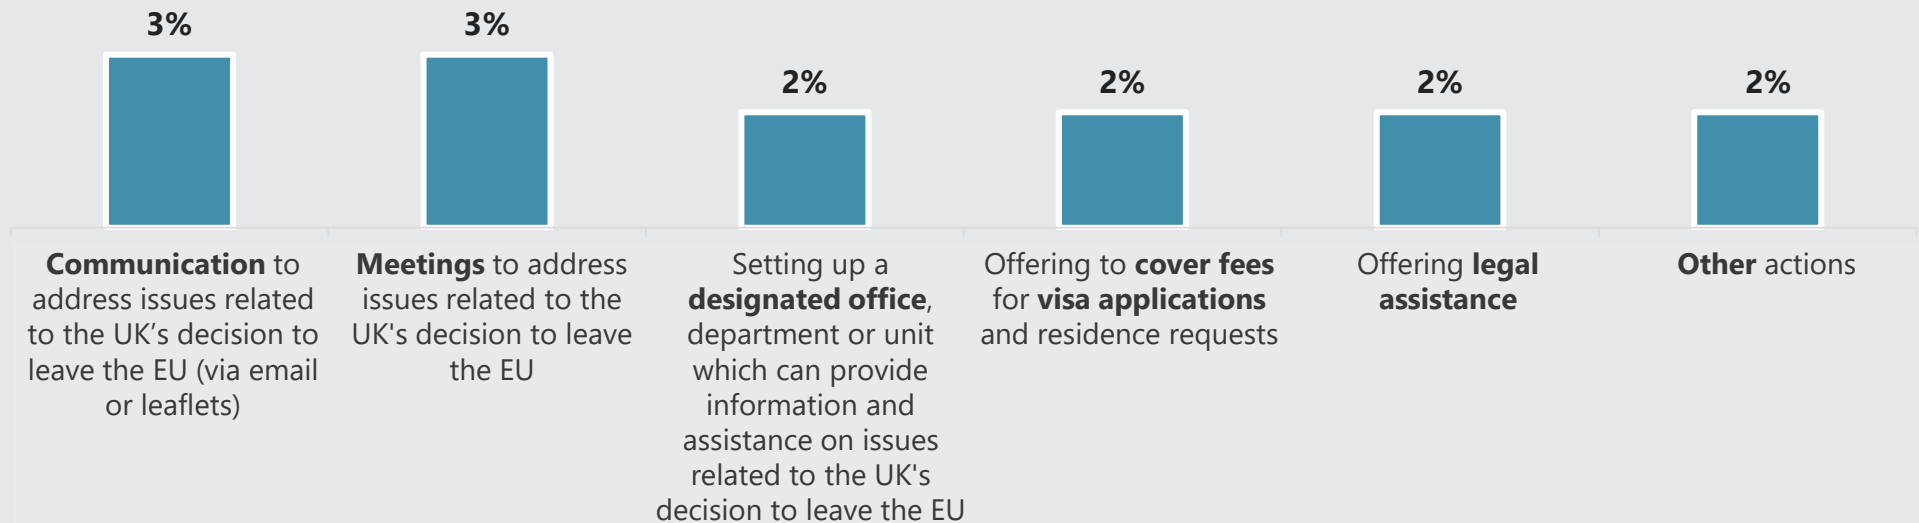 3%
3%
2%
2%
2%
2%
Communication to
address issues related
to the UK’s decision to
leave the EU (via email
or leaflets)
Meetings to address
issues related to the
UK's decision to leave
the EU
Setting up a
designated office,
department or unit
which can provide
information and
assistance on issues
related to the UK's
decision to leave the EU
Offering to cover fees
for visa applications
and residence requests
Offering legal
assistance
Other actions